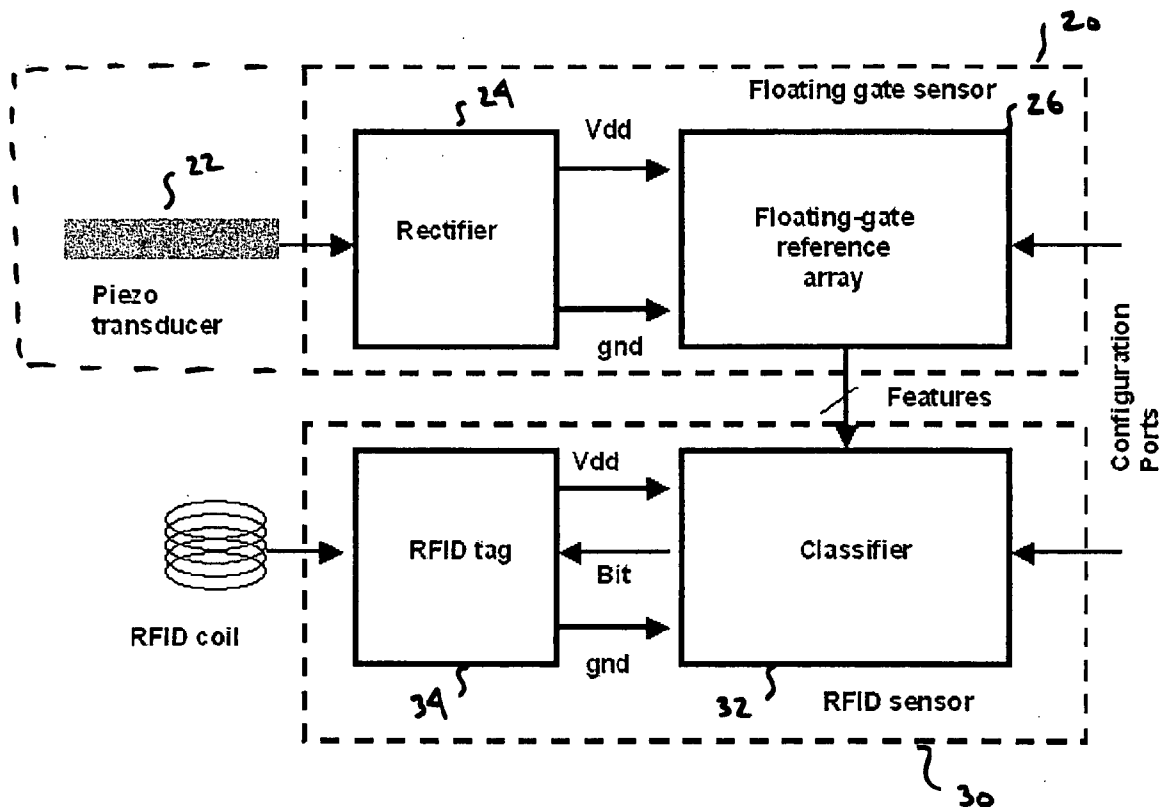 20
Floating gate sensor
24
26
Vdd
22
Rectifier
Floating-gate
reference
array
Piezo
transducer
gnd
Features
Configuration
Ports
Vdd
RFID tag
Bit
Classifier
RFID coil
gnd
34
32
RFID sensor
30